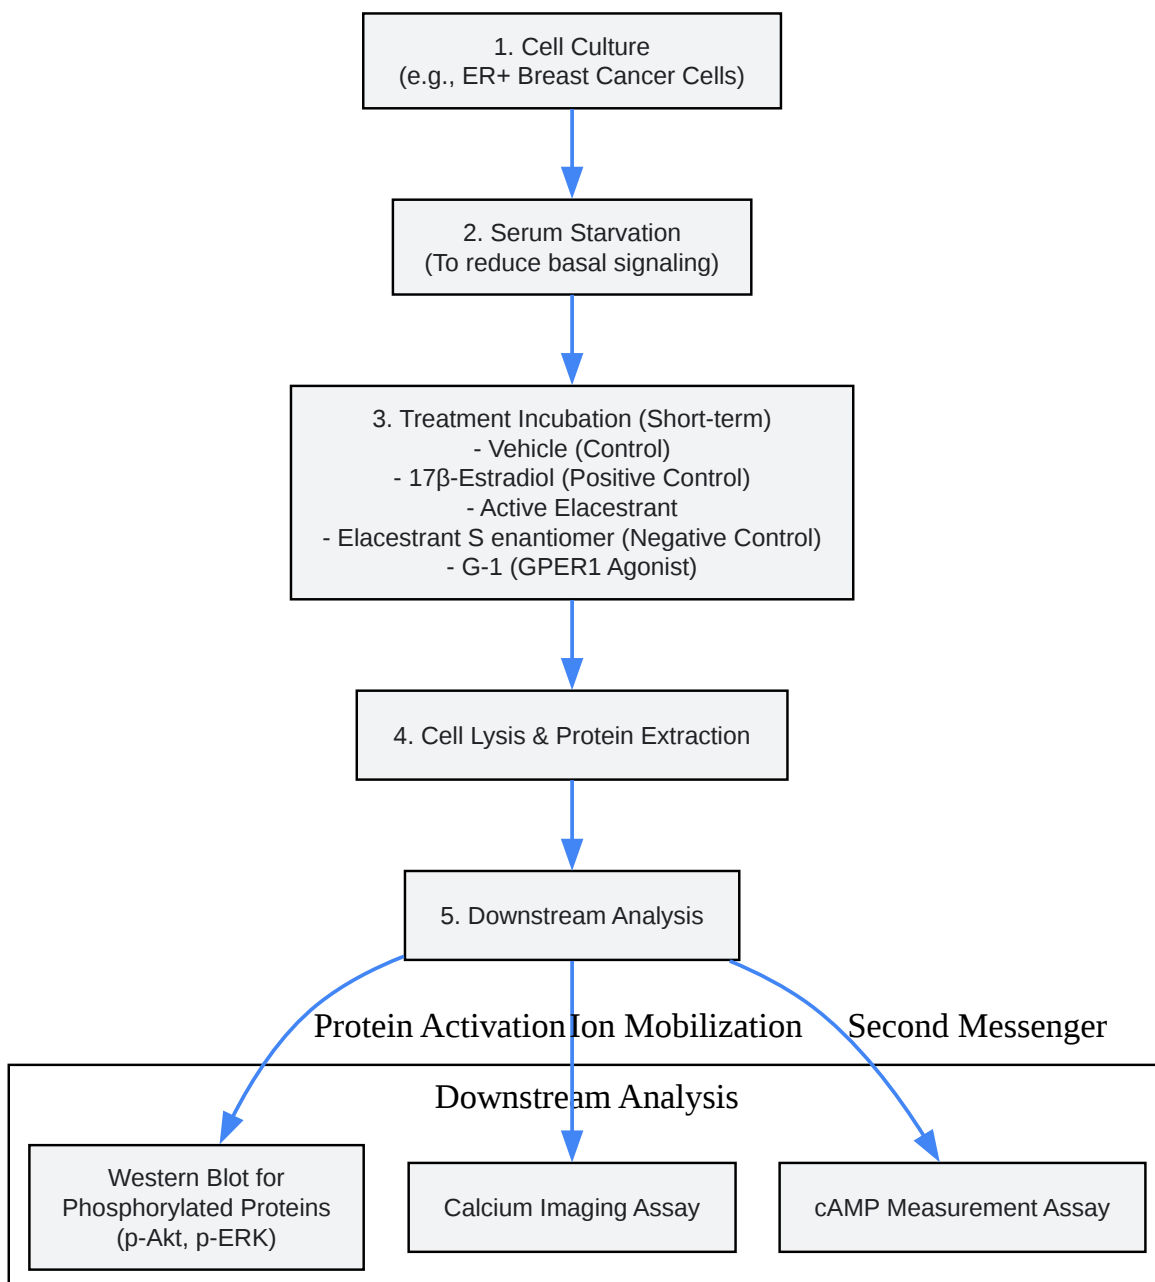 1. Cell Culture
(e.g., ER+ Breast Cancer Cells)
2. Serum Starvation
(To reduce basal signaling)
3. Treatment Incubation (Short-term)
- Vehicle (Control)
- 17β-Estradiol (Positive Control)
- Active Elacestrant
- Elacestrant S enantiomer (Negative Control)
- G-1 (GPER1 Agonist)
4. Cell Lysis & Protein Extraction
5. Downstream Analysis
Protein Activation
Ion Mobilization
Second Messenger
Downstream Analysis
Western Blot for
Phosphorylated Proteins
(p-Akt, p-ERK)
Calcium Imaging Assay
cAMP Measurement Assay